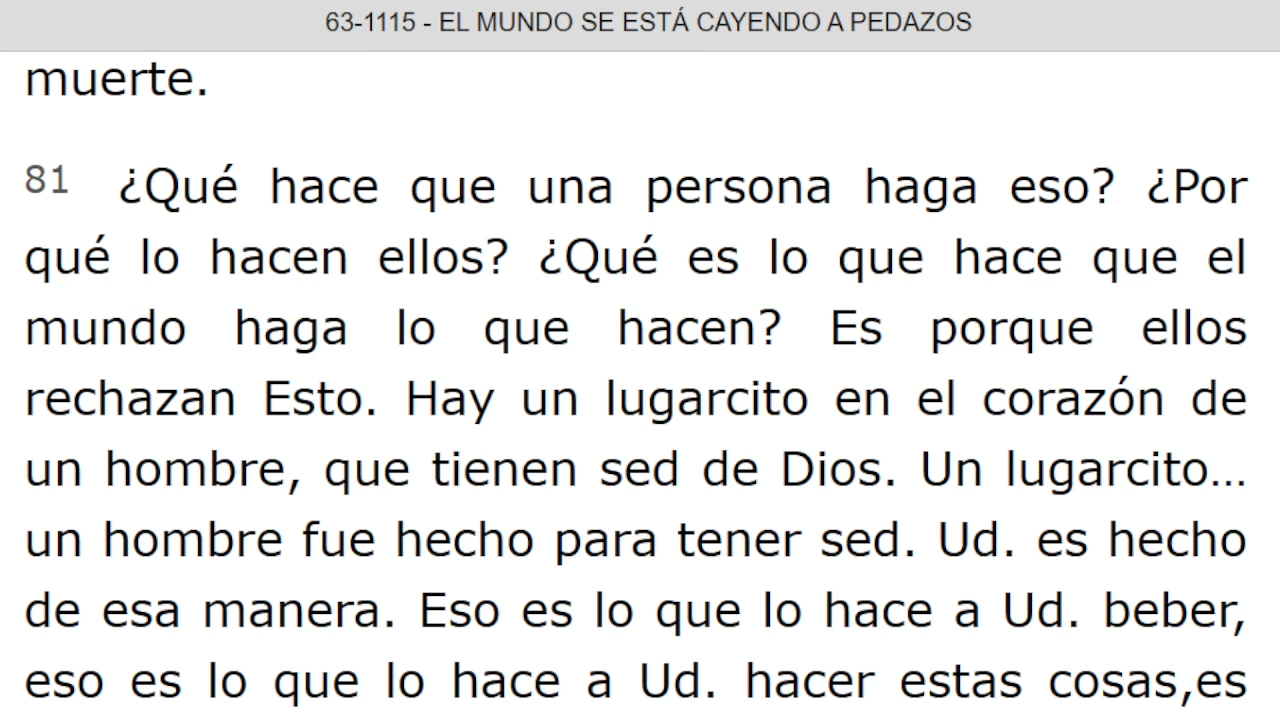 63-1115 - EL MUNDO SE ESTÁ CAYENDO A PEDAZOS
muerte.
81 ¿Qué hace que una persona haga eso? ¿Por
qué lo hacen ellos? ¿Qué es lo que hace que el
mundo haga lo que hacen? Es porque ellos
rechazan Esto. Hay un lugarcito en el corazón de
un hombre, que tienen sed de Dios. Un lugarcito...
un hombre fue hecho para tener sed. Ud. es hecho
de esa manera. Eso es lo que lo hace a Ud. beber,
eso es lo que lo hace a Ud. hacer estas cosas,es